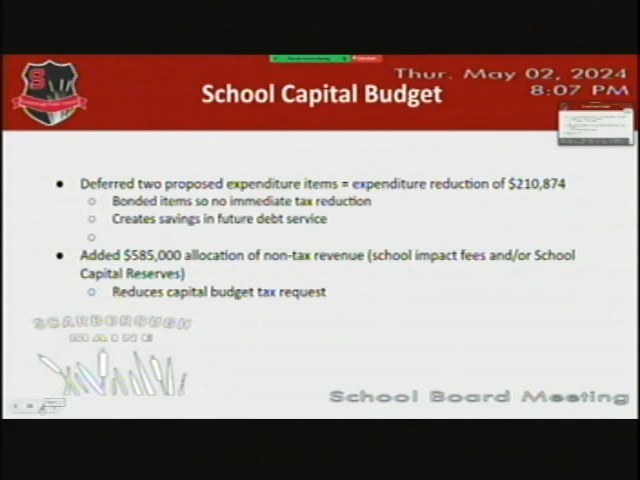 Thur. May 02, 2024
8:07 PM
School Capital Budget
S
● Deferred two proposed expenditure items = expenditure reduction of $210,874
○ Bonded items so no immediate tax reduction
○ Creates savings in future debt service
○
● Added $585,000 allocation of non-tax revenue (school impact fees and/or School
Capital Reserves)
○ Reduces capital budget tax request
SCARBOROUGH
MAINE
School Board Meeting